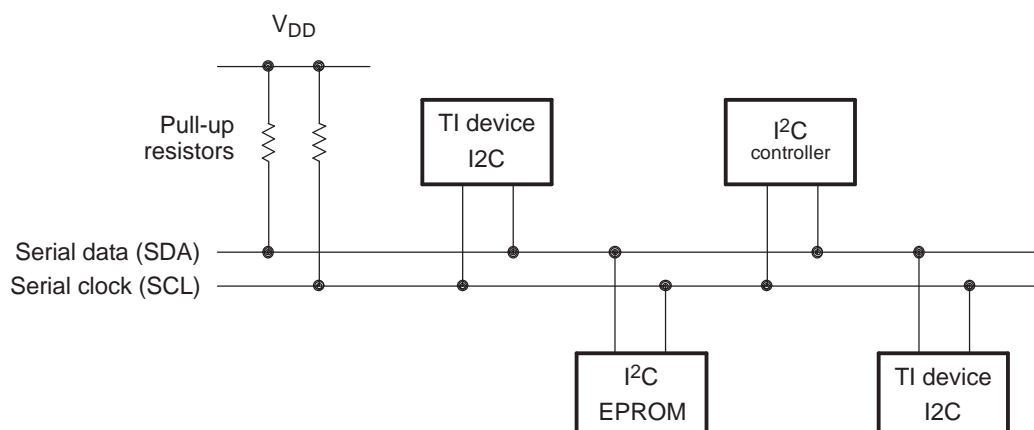 VDD
Pull-up
resistors
TI device
I2C
I²C
controller
Serial data (SDA)
Serial clock (SCL)
I²C
EPROM
TI device
I2C